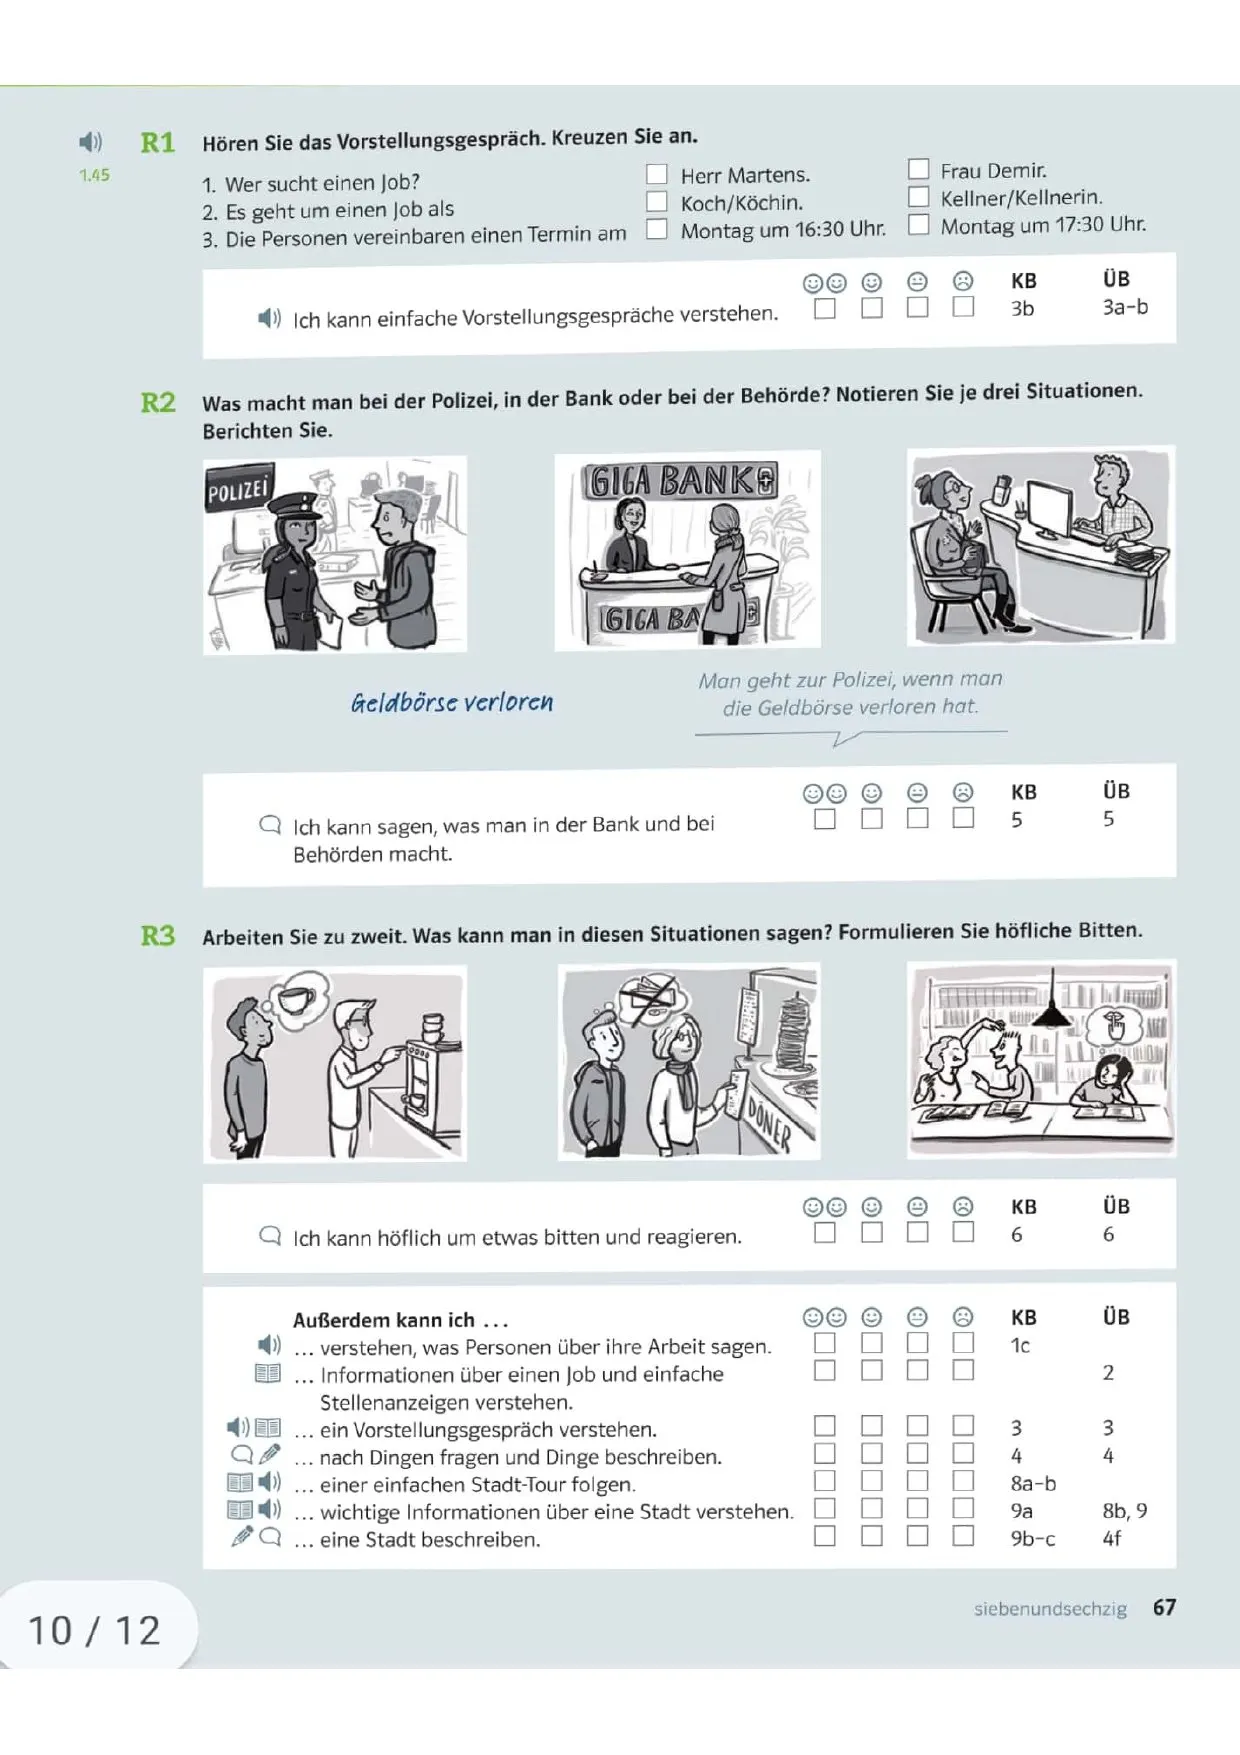 R1 Hören Sie das Vorstellungsgespräch. Kreuzen Sie an.
1.45
1. Wer sucht einen Job? Herr Martens. Frau Demir.
2. Es geht um einen Job als Koch/Köchin. Kellner/Kellnerin.
3. Die Personen vereinbaren einen Termin am Montag um 16:30 Uhr. Montag um 17:30 Uhr.
KB ÜB
Ich kann einfache Vorstellungsgespräche verstehen. 3b 3a–b
R2 Was macht man bei der Polizei, in der Bank oder bei der Behörde? Notieren Sie je drei Situationen.
Berichten Sie.
POLIZEI
GIGA BANK
GIGA BA
Geldbörse verloren
Man geht zur Polizei, wenn man
die Geldbörse verloren hat.
KB ÜB
Ich kann sagen, was man in der Bank und bei 5 5
Behörden macht.
R3 Arbeiten Sie zu zweit. Was kann man in diesen Situationen sagen? Formulieren Sie höfliche Bitten.
DÖNER
KB ÜB
Ich kann höflich um etwas bitten und reagieren. 6 6
Außerdem kann ich ... KB ÜB
... verstehen, was Personen über ihre Arbeit sagen. 1c
... Informationen über einen Job und einfache 2
Stellenanzeigen verstehen.
... ein Vorstellungsgespräch verstehen. 3 3
... nach Dingen fragen und Dinge beschreiben. 4 4
... einer einfachen Stadt-Tour folgen. 8a–b
... wichtige Informationen über eine Stadt verstehen. 9a 8b, 9
... eine Stadt beschreiben. 9b–c 4f
siebenundsechzig 67
10 / 12